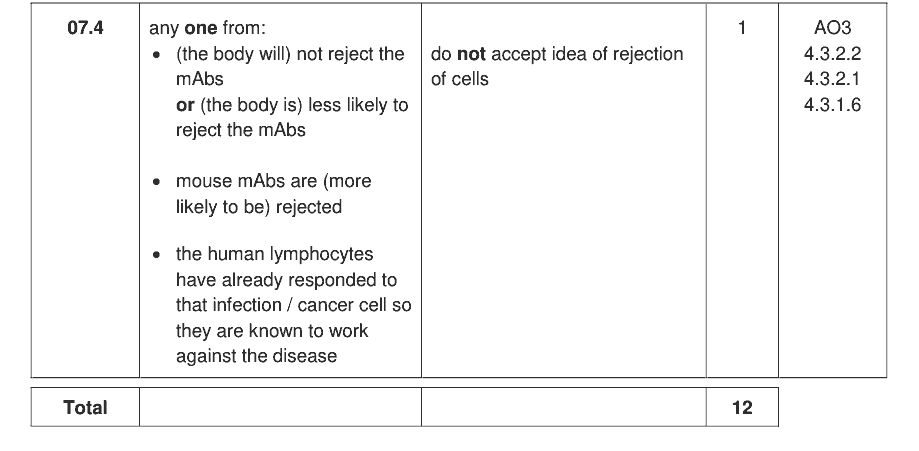 07.4
any one from:
• (the body will) not reject the
mAbs
or (the body is) less likely to
reject the mAbs
• mouse mAbs are (more
likely to be) rejected
• the human lymphocytes
have already responded to
that infection / cancer cell so
they are known to work
against the disease
do not accept idea of rejection
of cells
1
AO3
4.3.2.2
4.3.2.1
4.3.1.6
Total
12